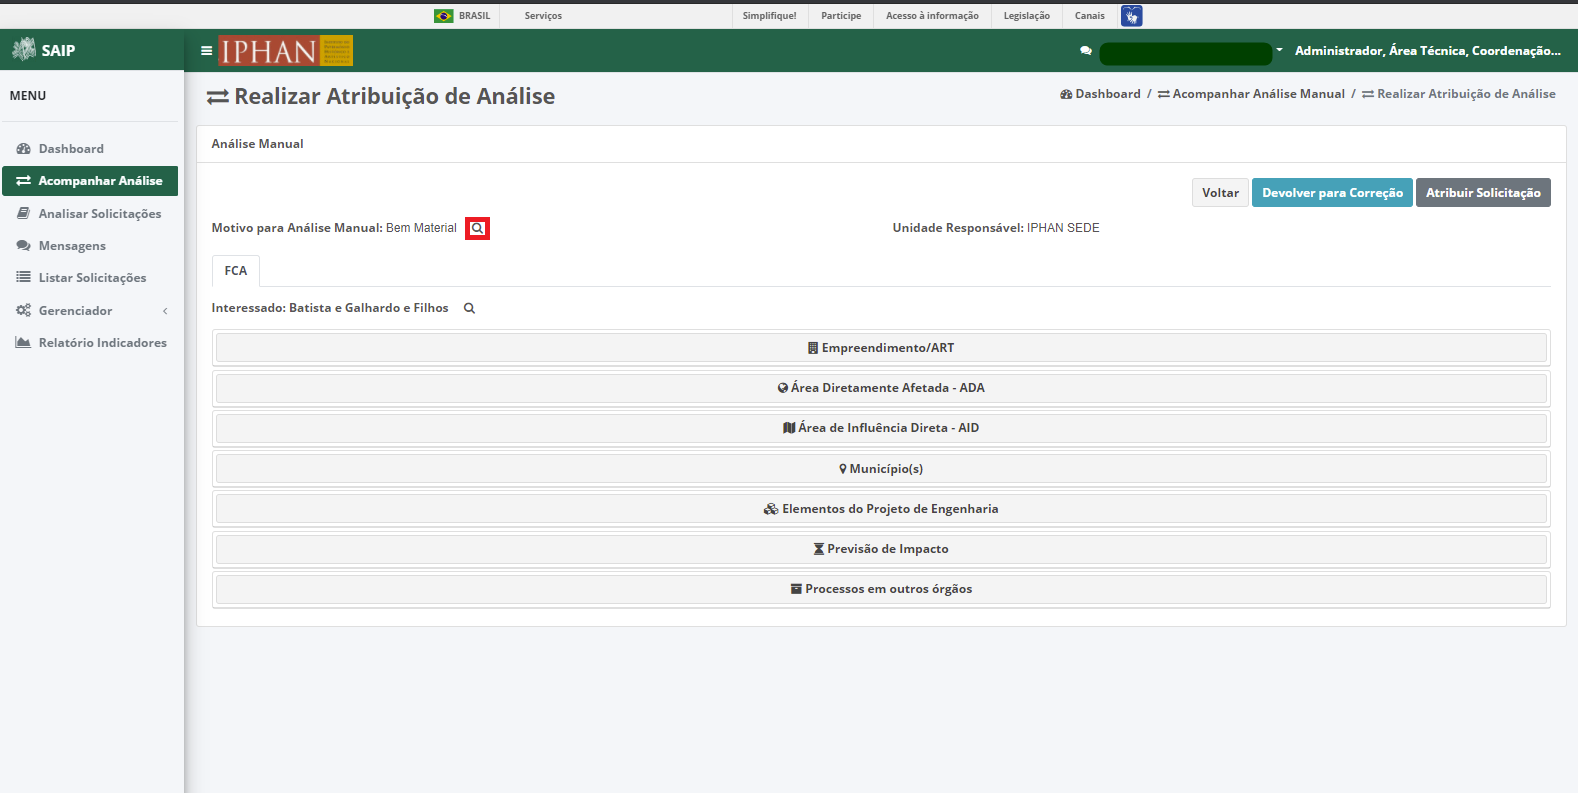 BRASIL Serviços Simplifique! Participe Acesso à informação Legislação Canais
SAIP
IPHAN
Administrador, Área Técnica, Coordenação...
MENU
Dashboard
Acompanhar Análise
Analisar Solicitações
Mensagens
Listar Solicitações
Gerenciador
Relatório Indicadores
Realizar Atribuição de Análise
Dashboard / Acompanhar Análise Manual / Realizar Atribuição de Análise
Análise Manual
Voltar Devolver para Correção Atribuir Solicitação
Motivo para Análise Manual: Bem Material Unidade Responsável: IPHAN SEDE
FCA
Interessado: Batista e Galhardo e Filhos
Empreendimento/ART
Área Diretamente Afetada - ADA
Área de Influência Direta - AID
Município(s)
Elementos do Projeto de Engenharia
Previsão de Impacto
Processos em outros órgãos